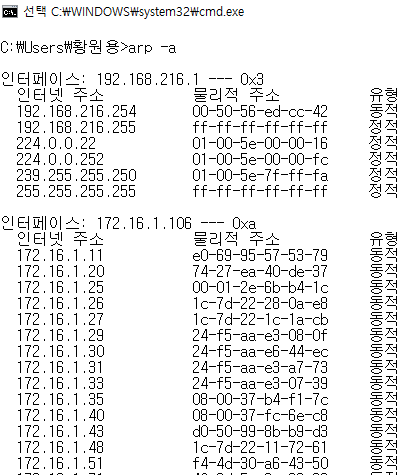 선택 C:₩WINDOWS₩system32₩cmd.exe
C:₩Users₩황원용>arp -a
인터페이스: 192.168.216.1 --- 0x3
인터넷 주소 물리적 주소 유형
192.168.216.254 00-50-56-ed-cc-42 동적
192.168.216.255 ff-ff-ff-ff-ff-ff 정적
224.0.0.22 01-00-5e-00-00-16 정적
224.0.0.252 01-00-5e-00-00-fc 정적
239.255.255.250 01-00-5e-7f-ff-fa 정적
255.255.255.255 ff-ff-ff-ff-ff-ff 정적
인터페이스: 172.16.1.106 --- 0xa
인터넷 주소 물리적 주소 유형
172.16.1.11 e0-69-95-57-53-79 동적
172.16.1.20 74-27-ea-40-de-37 동적
172.16.1.25 00-01-2e-6b-b4-1c 동적
172.16.1.26 1c-7d-22-28-0a-e8 동적
172.16.1.27 1c-7d-22-1c-1a-cb 동적
172.16.1.29 24-f5-aa-e3-08-0f 동적
172.16.1.30 24-f5-aa-e6-44-ec 동적
172.16.1.31 24-f5-aa-e3-a7-73 동적
172.16.1.33 24-f5-aa-e3-07-39 동적
172.16.1.35 08-00-37-b4-f1-7c 동적
172.16.1.40 08-00-37-fc-6e-c8 동적
172.16.1.43 d0-50-99-8b-b9-d3 동적
172.16.1.48 1c-7d-22-11-72-61 동적
172.16.1.51 f4-4d-30-a6-43-50 동적